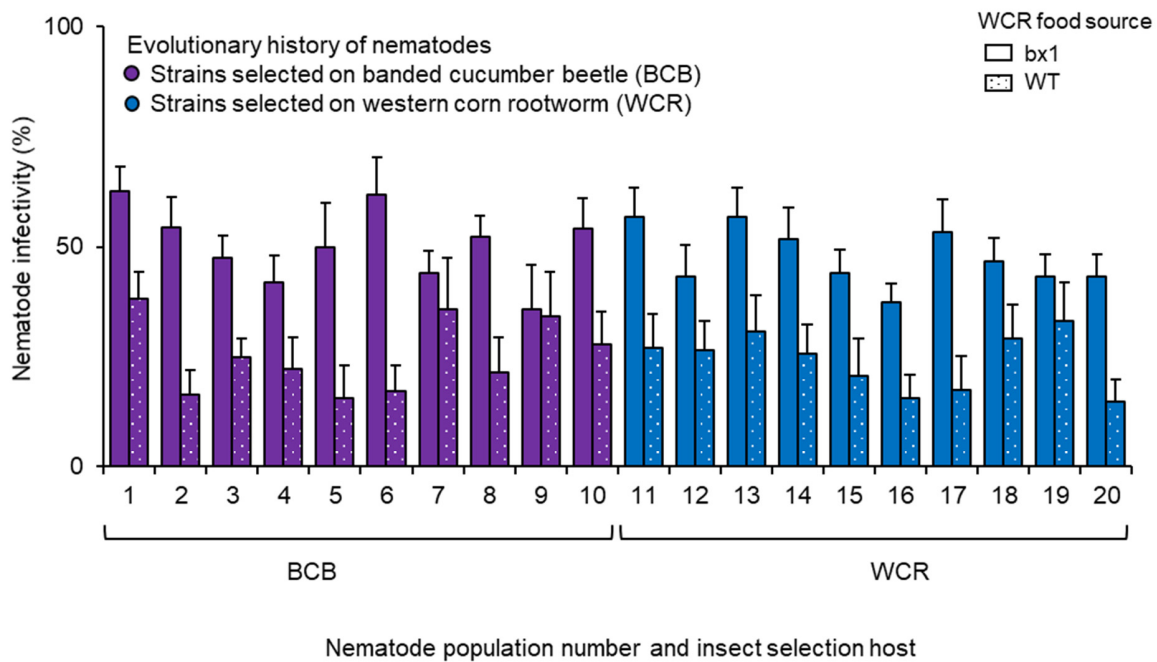 100
WCR food source
Evolutionary history of nematodes
bx1
Strains selected on banded cucumber beetle (BCB)
WT
Strains selected on western corn rootworm (WCR)
Nematode infectivity (%)
50
0
1 2 3 4 5 6 7 8 9 10 11 12 13 14 15 16 17 18 19 20
BCB WCR
Nematode population number and insect selection host